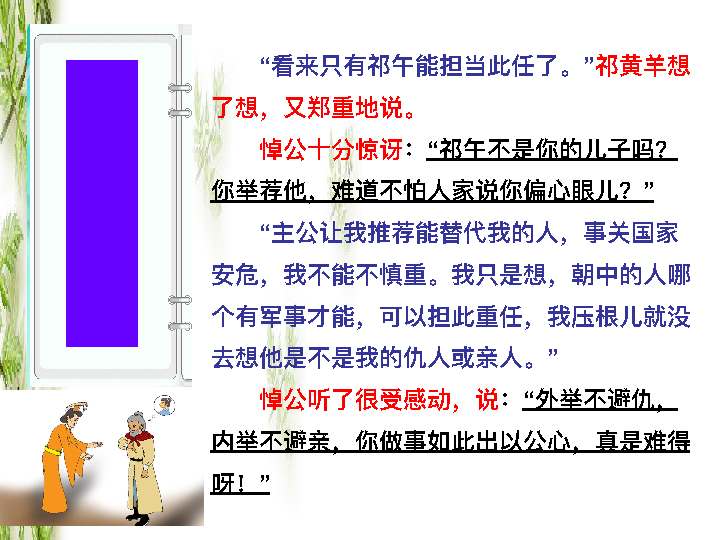 “看来只有祁午能担当此任了。”祁黄羊想
了想，又郑重地说。
悼公十分惊讶：“祁午不是你的儿子吗？
你举荐他，难道不怕人家说你偏心眼儿？”
“主公让我推荐能替代我的人，事关国家
安危，我不能不慎重。我只是想，朝中的人哪
个有军事才能，可以担此重任，我压根儿就没
去想他是不是我的仇人或亲人。”
悼公听了很受感动，说：“外举不避仇，
内举不避亲，你做事如此出以公心，真是难得
呀！”